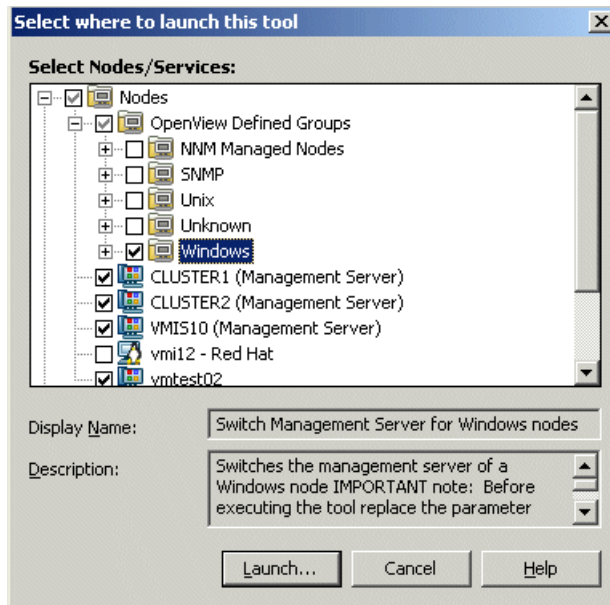 Select where to launch this tool
Select Nodes/Services:
Nodes
OpenView Defined Groups
NNM Managed Nodes
SNMP
Unix
Unknown
Windows
CLUSTER1 (Management Server)
CLUSTER2 (Management Server)
VMIS10 (Management Server)
vmi12 - Red Hat
vmtest02
Display Name:
Switch Management Server for Windows nodes
Description:
Switches the management server of a
Windows node IMPORTANT note: Before
executing the tool replace the parameter
Launch...
Cancel
Help